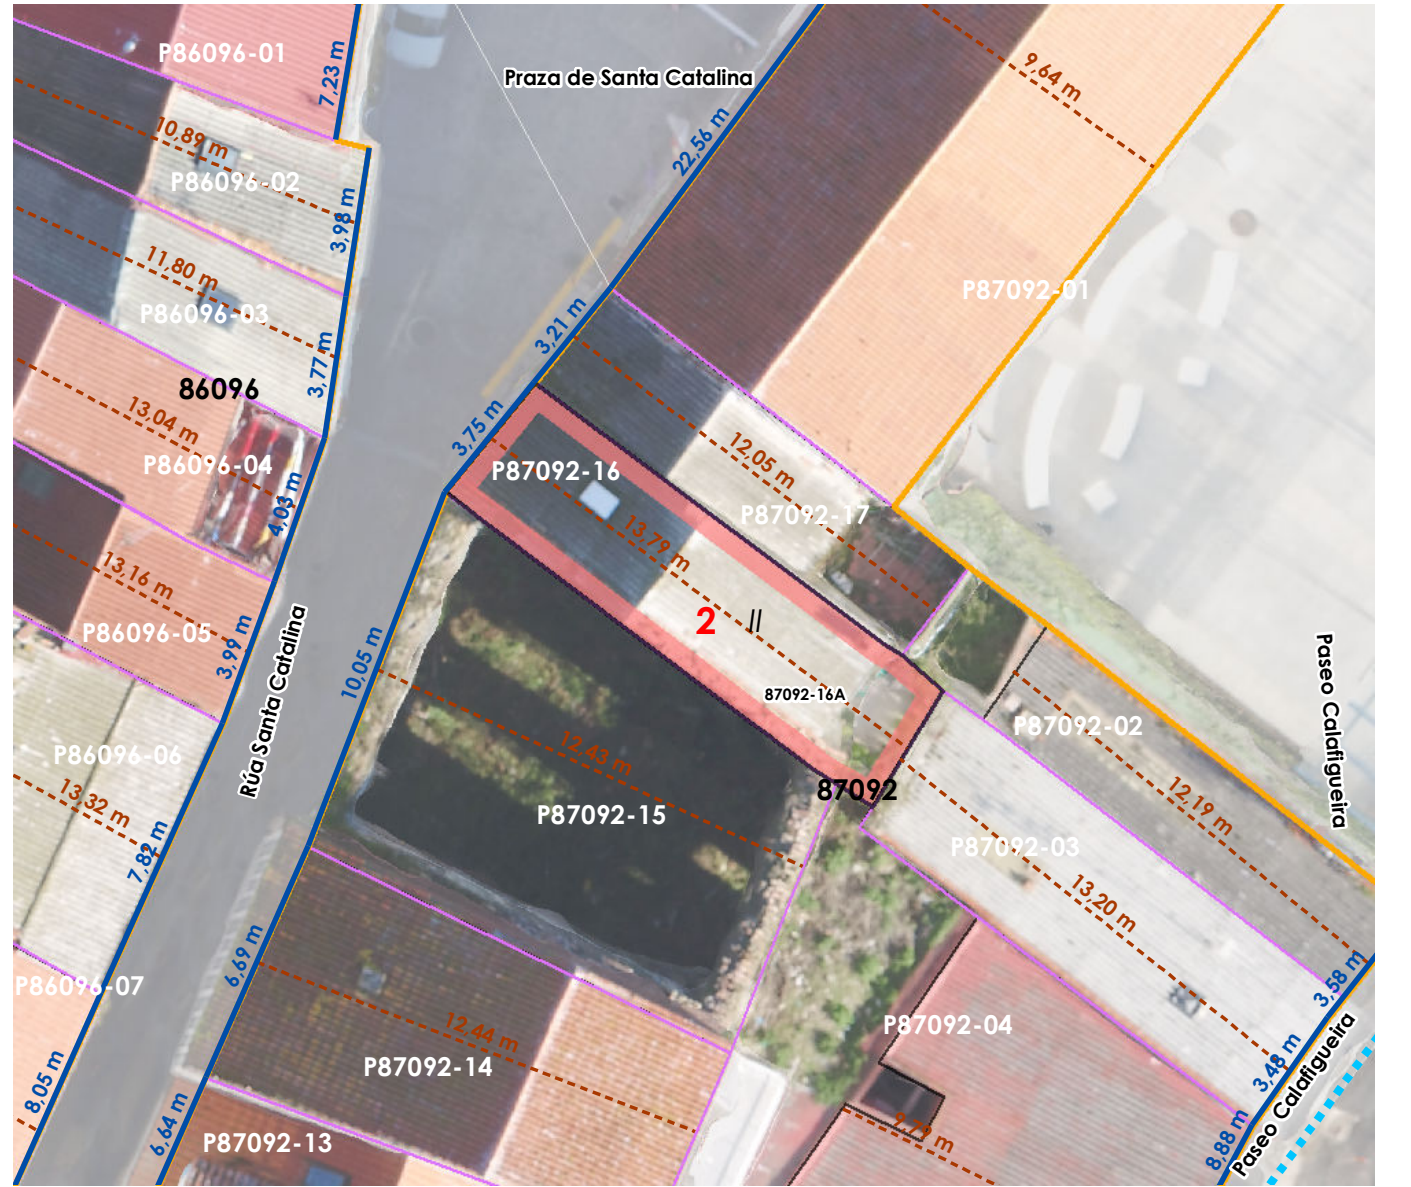 P86096-01
7,23 m
Praza de Santa Catalina
9,64 m
22,56 m
10,89 m
P86096-02
3,98 m
11,80 m
P86096-03
P87092-01
3,21 m
3,77 m
86096
13,04 m
P86096-04
4,03 m
3,75 m
P87092-16
12,05 m
P87092-17
13,79 m
13,16 m
P86096-05
3,99 m
Rúa Santa Catalina
10,05 m
2
II
87092-16A
Paseo Calafigueira
P87092-02
P86096-06
13,32 m
7,82 m
12,43 m
P87092-15
87092
12,19 m
P87092-03
13,20 m
P86096-07
6,69 m
3,58 m
P87092-04
12,44 m
P87092-14
3,48 m
8,05 m
6,64 m
P87092-13
9,79 m
8,88 m
Paseo Calafigueira